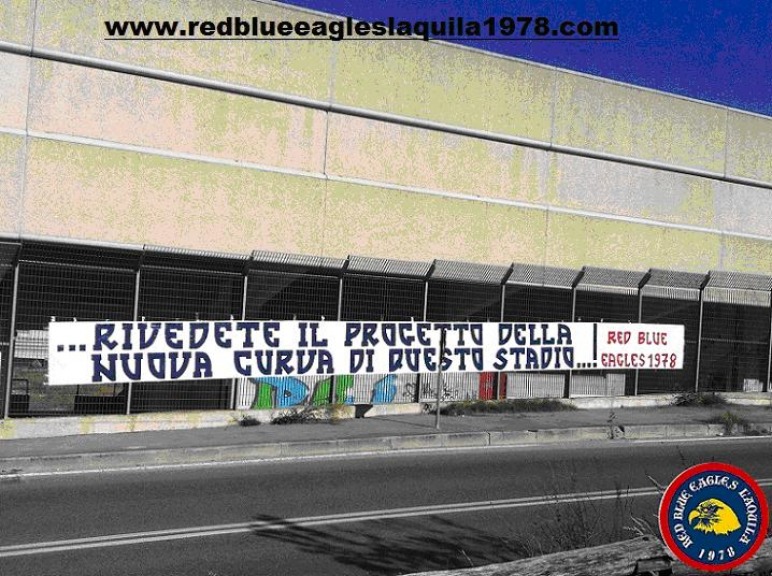 www.redblueeagleslaquila1978.com
...RIVEDETE IL PROGETTO DELLA
NUOVA CURVA DI QUESTO STADIO....!
RED BLUE
EAGLES 1978
RED BLUE EAGLES L'AQUILA
1978